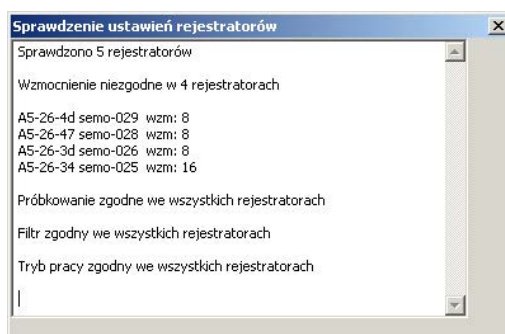 Sprawdzenie ustawień rejestratorów
Sprawdzono 5 rejestratorów
Wzmocnienie niezgodne w 4 rejestratorach
A5-26-4d semo-029 wzm: 8
A5-26-47 semo-028 wzm: 8
A5-26-3d semo-026 wzm: 8
A5-26-34 semo-025 wzm: 16
Próbkowanie zgodne we wszystkich rejestratorach
Filtr zgodny we wszystkich rejestratorach
Tryb pracy zgodny we wszystkich rejestratorach